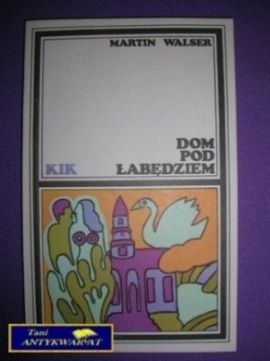 MARTIN WALSER
DOM
POD
KIK ŁABĘDZIEM
Tani
ANTYKWARIAT